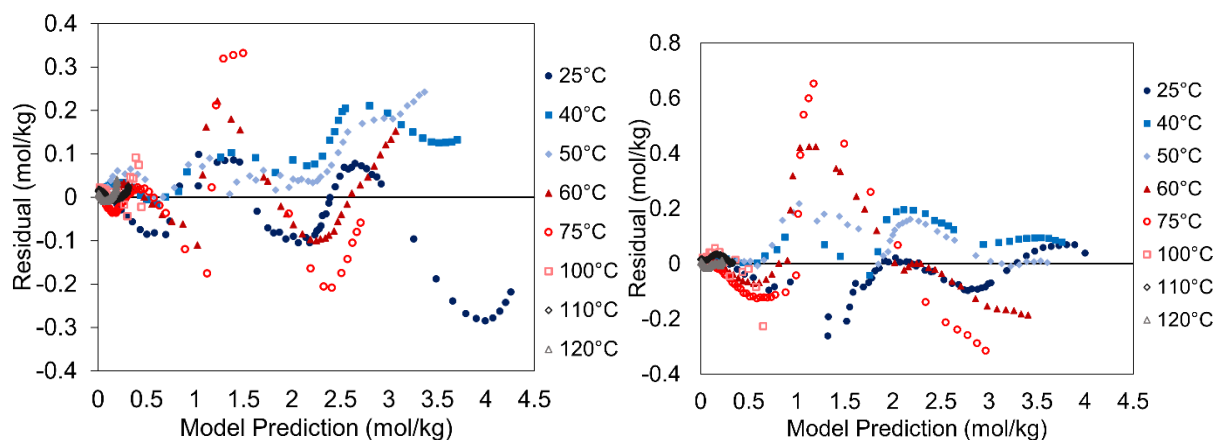 0.4
0.3
0.2
0.1
0
-0.1
-0.2
-0.3
-0.4
Residual (mol/kg)
0 0.5 1 1.5 2 2.5 3 3.5 4 4.5
Model Prediction (mol/kg)
25°C
40°C
50°C
60°C
75°C
100°C
110°C
120°C
0.8
0.6
0.4
0.2
0
-0.2
-0.4
Residual (mol/kg)
0 0.5 1 1.5 2 2.5 3 3.5 4 4.5
Model Prediction (mol/kg)
25°C
40°C
50°C
60°C
75°C
100°C
110°C
120°C